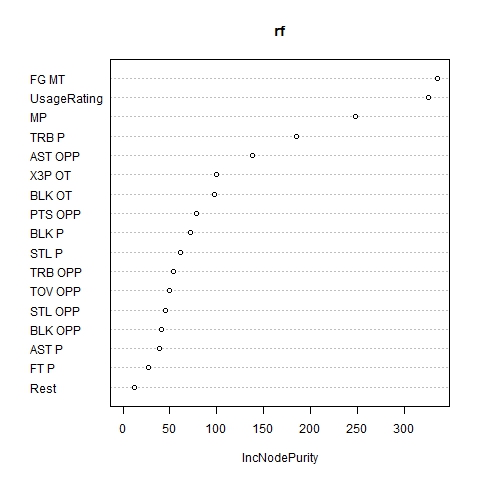 rf
FG MT
UsageRating
MP
TRB P
AST OPP
X3P OT
BLK OT
PTS OPP
BLK P
STL P
TRB OPP
TOV OPP
STL OPP
BLK OPP
AST P
FT P
Rest
0 50 100 150 200 250 300
IncNodePurity